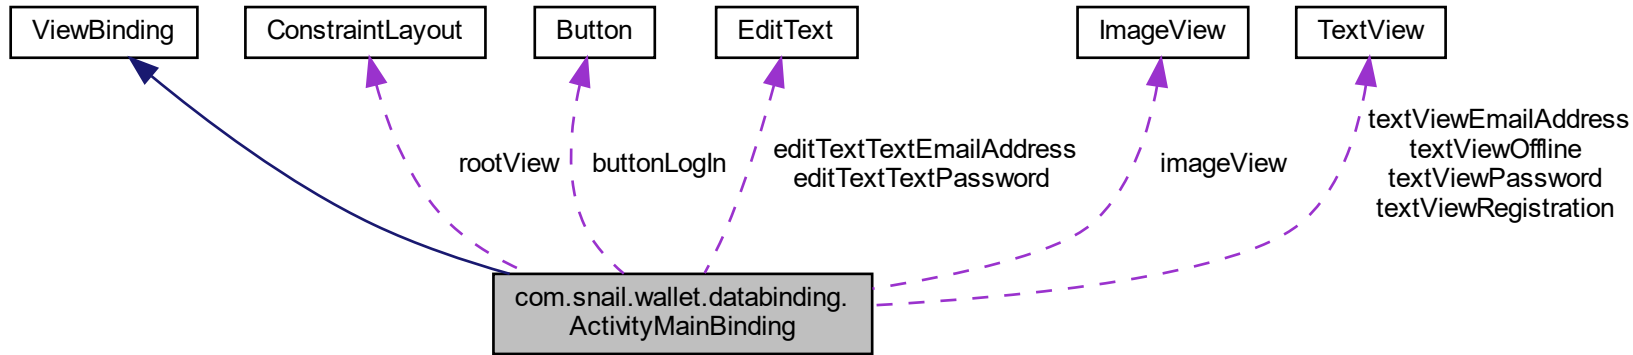 ViewBinding
ConstraintLayout
Button
EditText
ImageView
TextView
rootView
buttonLogIn
editTextTextEmailAddress
editTextTextPassword
imageView
textViewEmailAddress
textViewOffline
textViewPassword
textViewRegistration
com.snail.wallet.databinding.
ActivityMainBinding